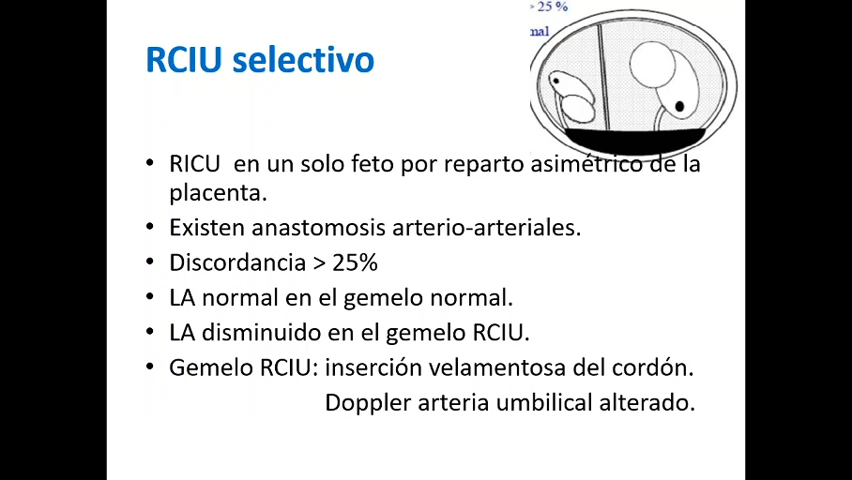 > 25 %
mal
RCIU selectivo
• RICU en un solo feto por reparto asimétrico de la
placenta.
• Existen anastomosis arterio-arteriales.
• Discordancia > 25%
• LA normal en el gemelo normal.
• LA disminuido en el gemelo RCIU.
• Gemelo RCIU: inserción velamentosa del cordón.
Doppler arteria umbilical alterado.